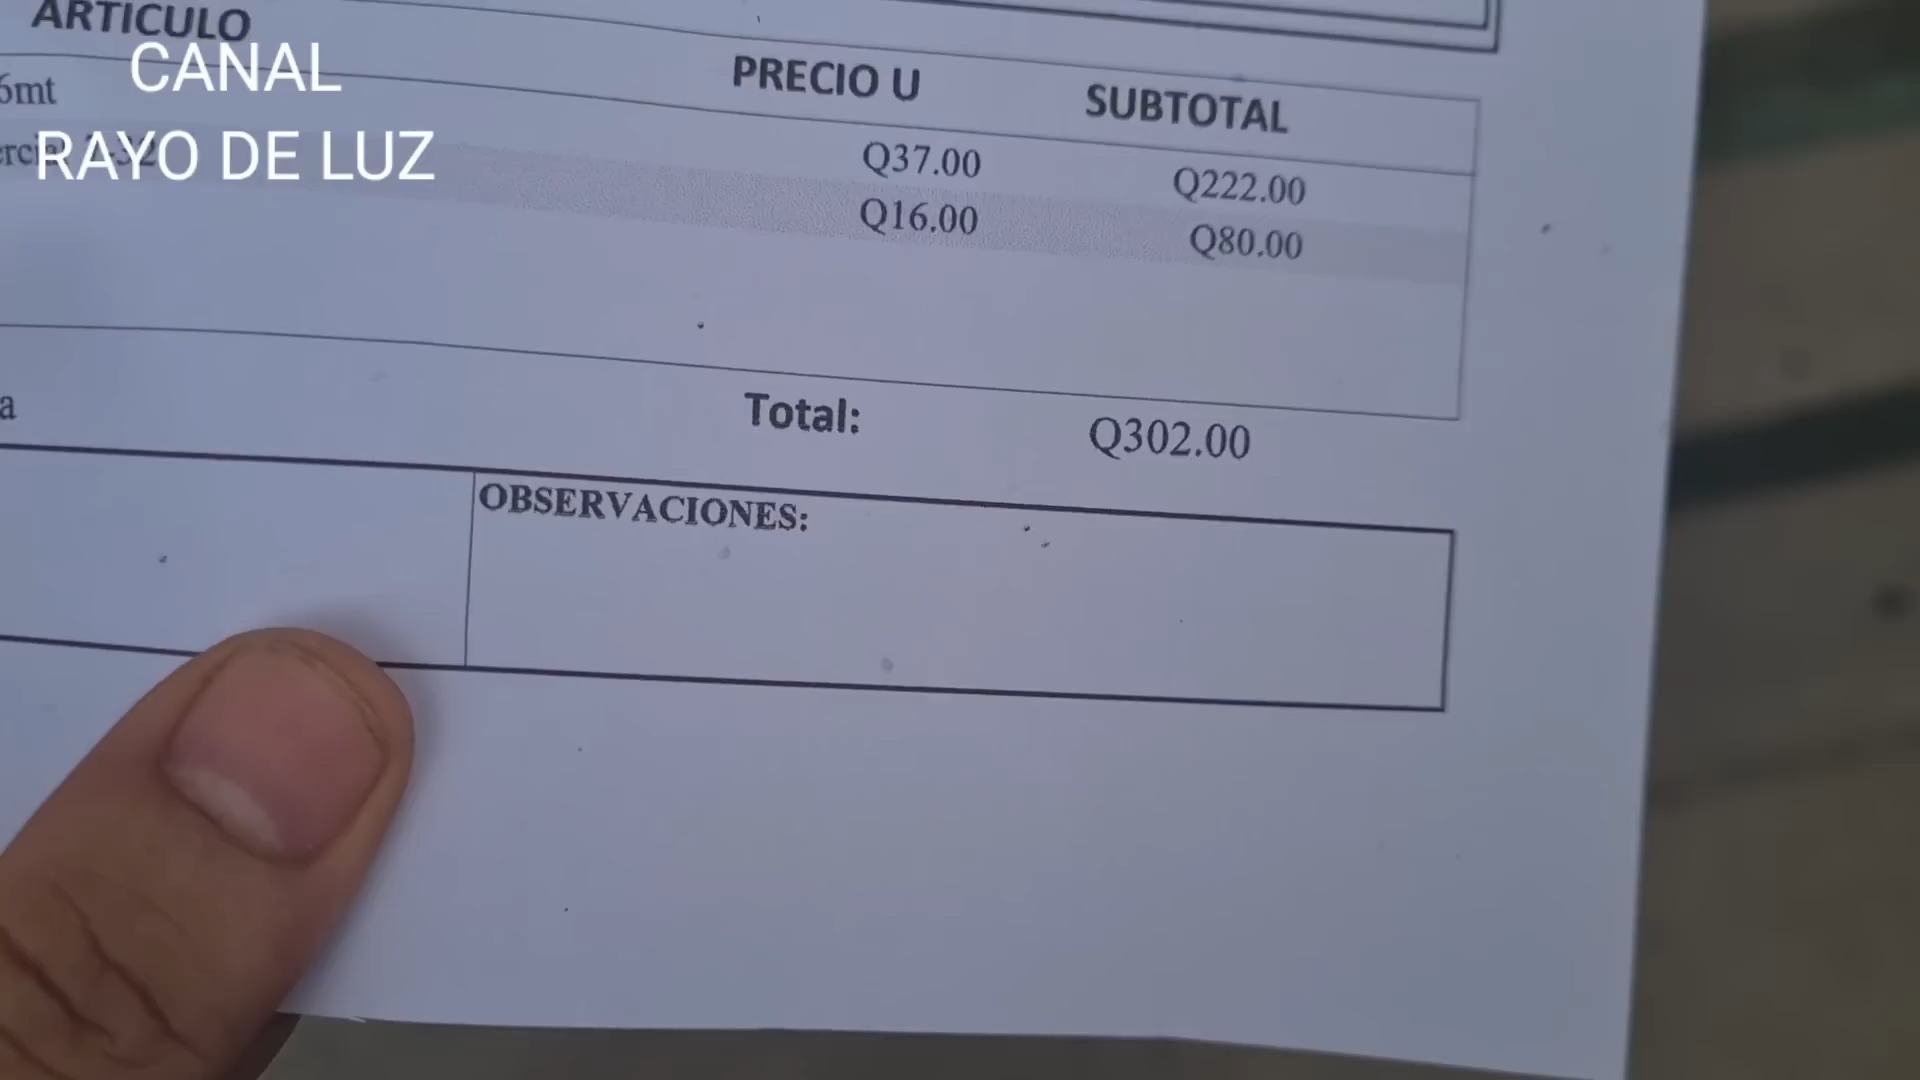 ARTICULO
PRECIO U
SUBTOTAL
6mt
Q37.00
Q222.00
Q16.00
Q80.00
a
Total:
Q302.00
OBSERVACIONES:
CANAL
RAYO DE LUZ